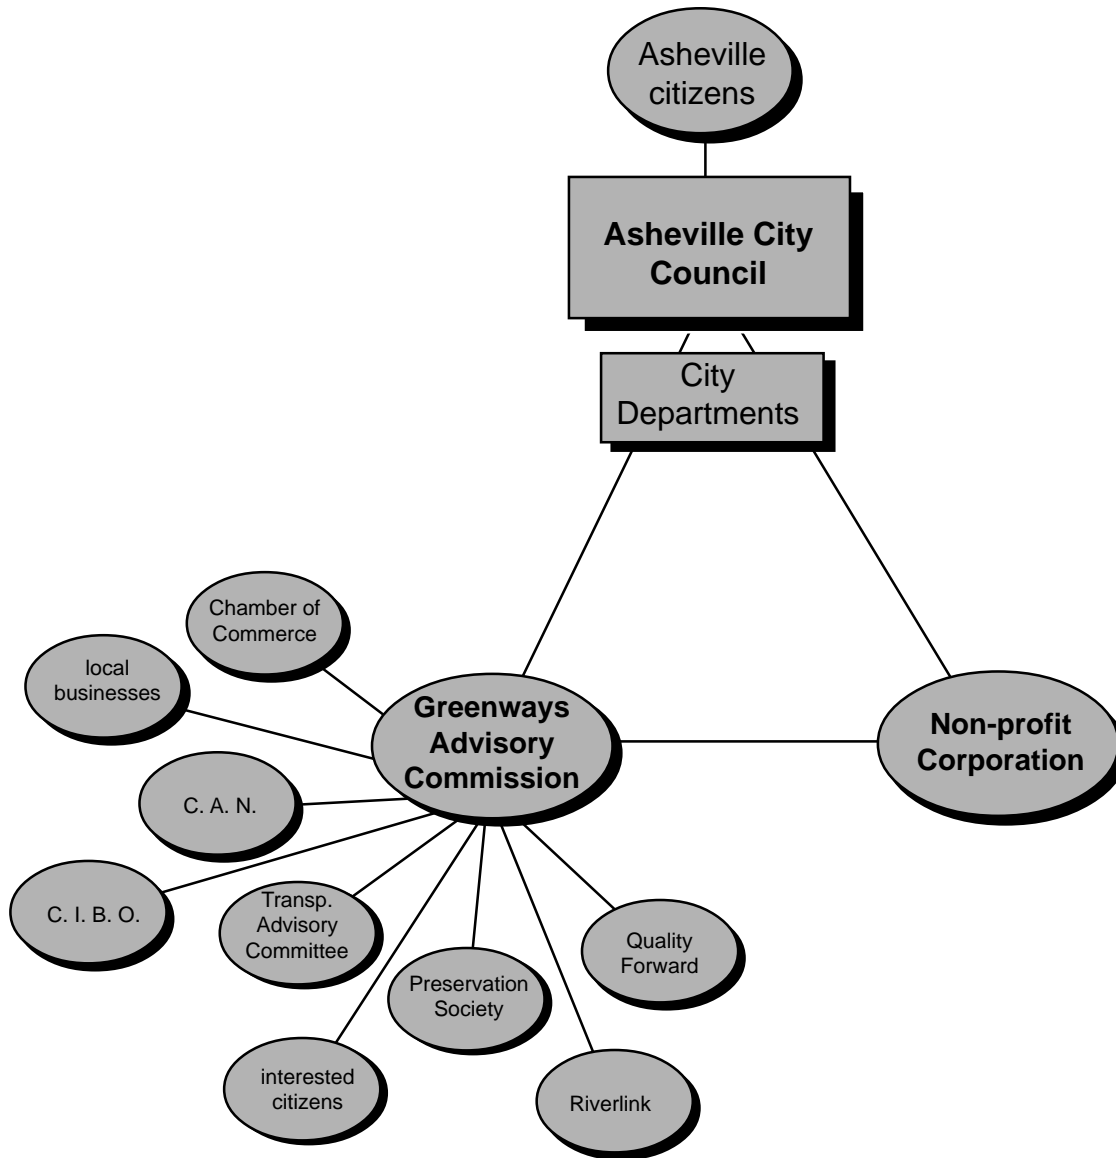 Asheville
citizens
Asheville City
Council
City
Departments
Chamber of
Commerce
local
businesses
Greenways
Advisory
Commission
Non-profit
Corporation
C. A. N.
C. I. B. O.
Transp.
Advisory
Committee
Quality
Forward
Preservation
Society
interested
citizens
Riverlink